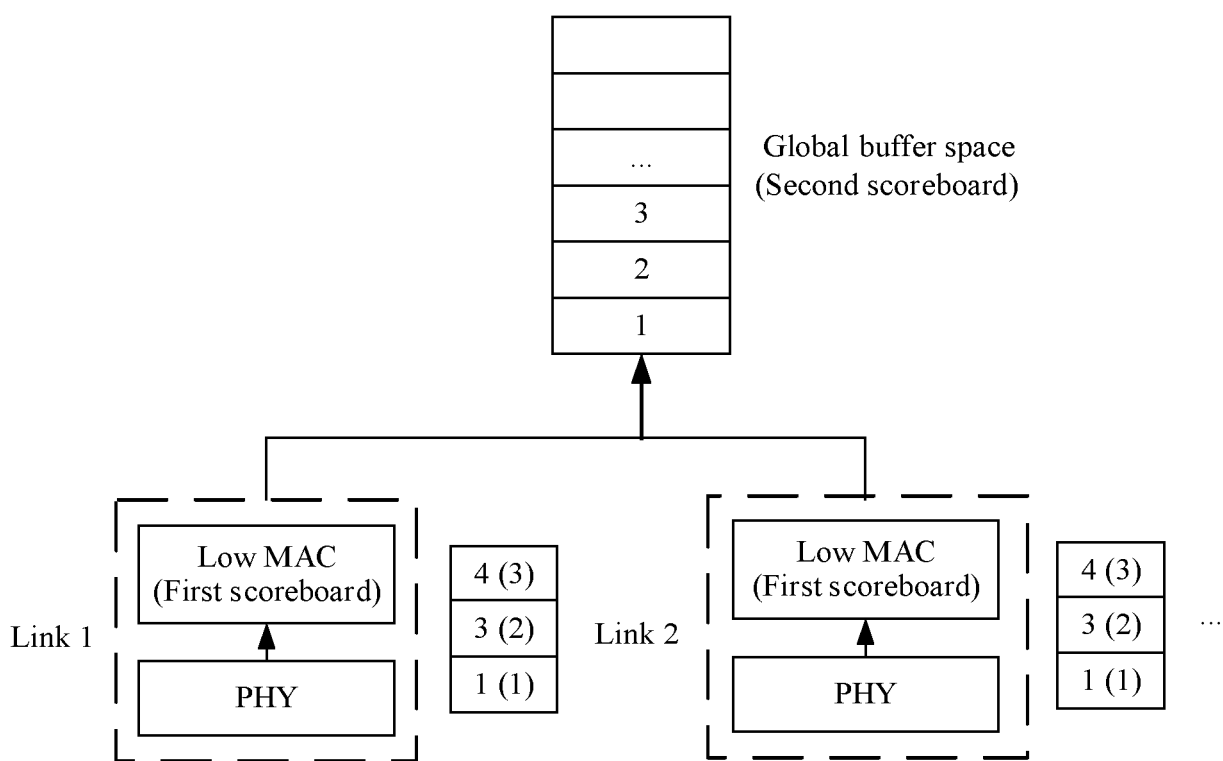 ...
Global buffer space
(Second scoreboard)
3
2
1
Link 1
Low MAC
(First scoreboard)
PHY
4 (3)
3 (2)
1 (1)
Link 2
Low MAC
(First scoreboard)
PHY
4 (3)
3 (2)
1 (1)
...